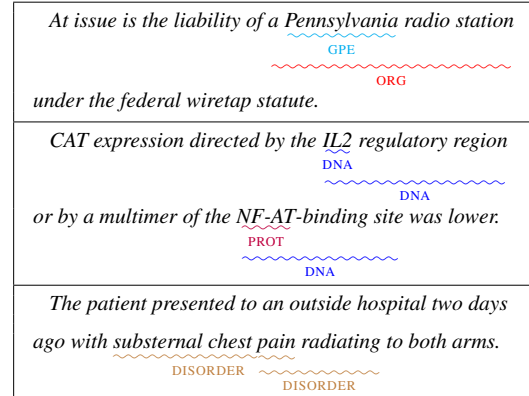 At issue is the liability of a Pennsylvania radio station
GPE
ORG
under the federal wiretap statute.
CAT expression directed by the IL2 regulatory region
DNA
DNA
or by a multimer of the NF-AT-binding site was lower.
PROT
DNA
The patient presented to an outside hospital two days
ago with substernal chest pain radiating to both arms.
DISORDER
DISORDER